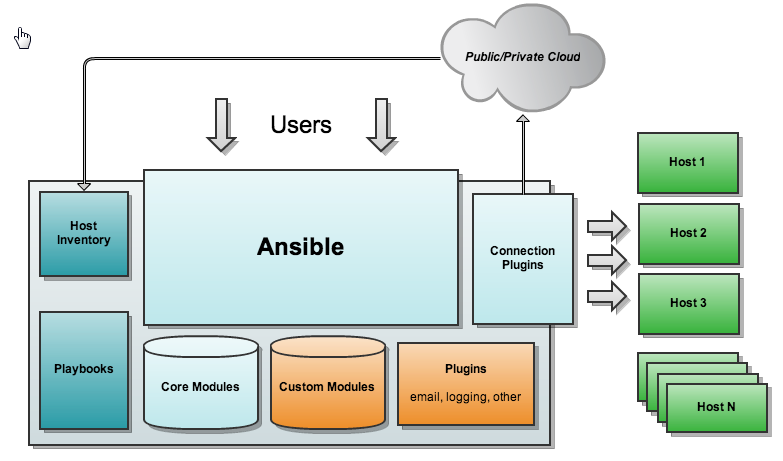 Public/Private Cloud
Users
Host 1
Host
Inventory
Ansible
Connection
Plugins
Host 2
Host 3
Playbooks
Core Modules
Custom Modules
Plugins
email, logging, other
Host N